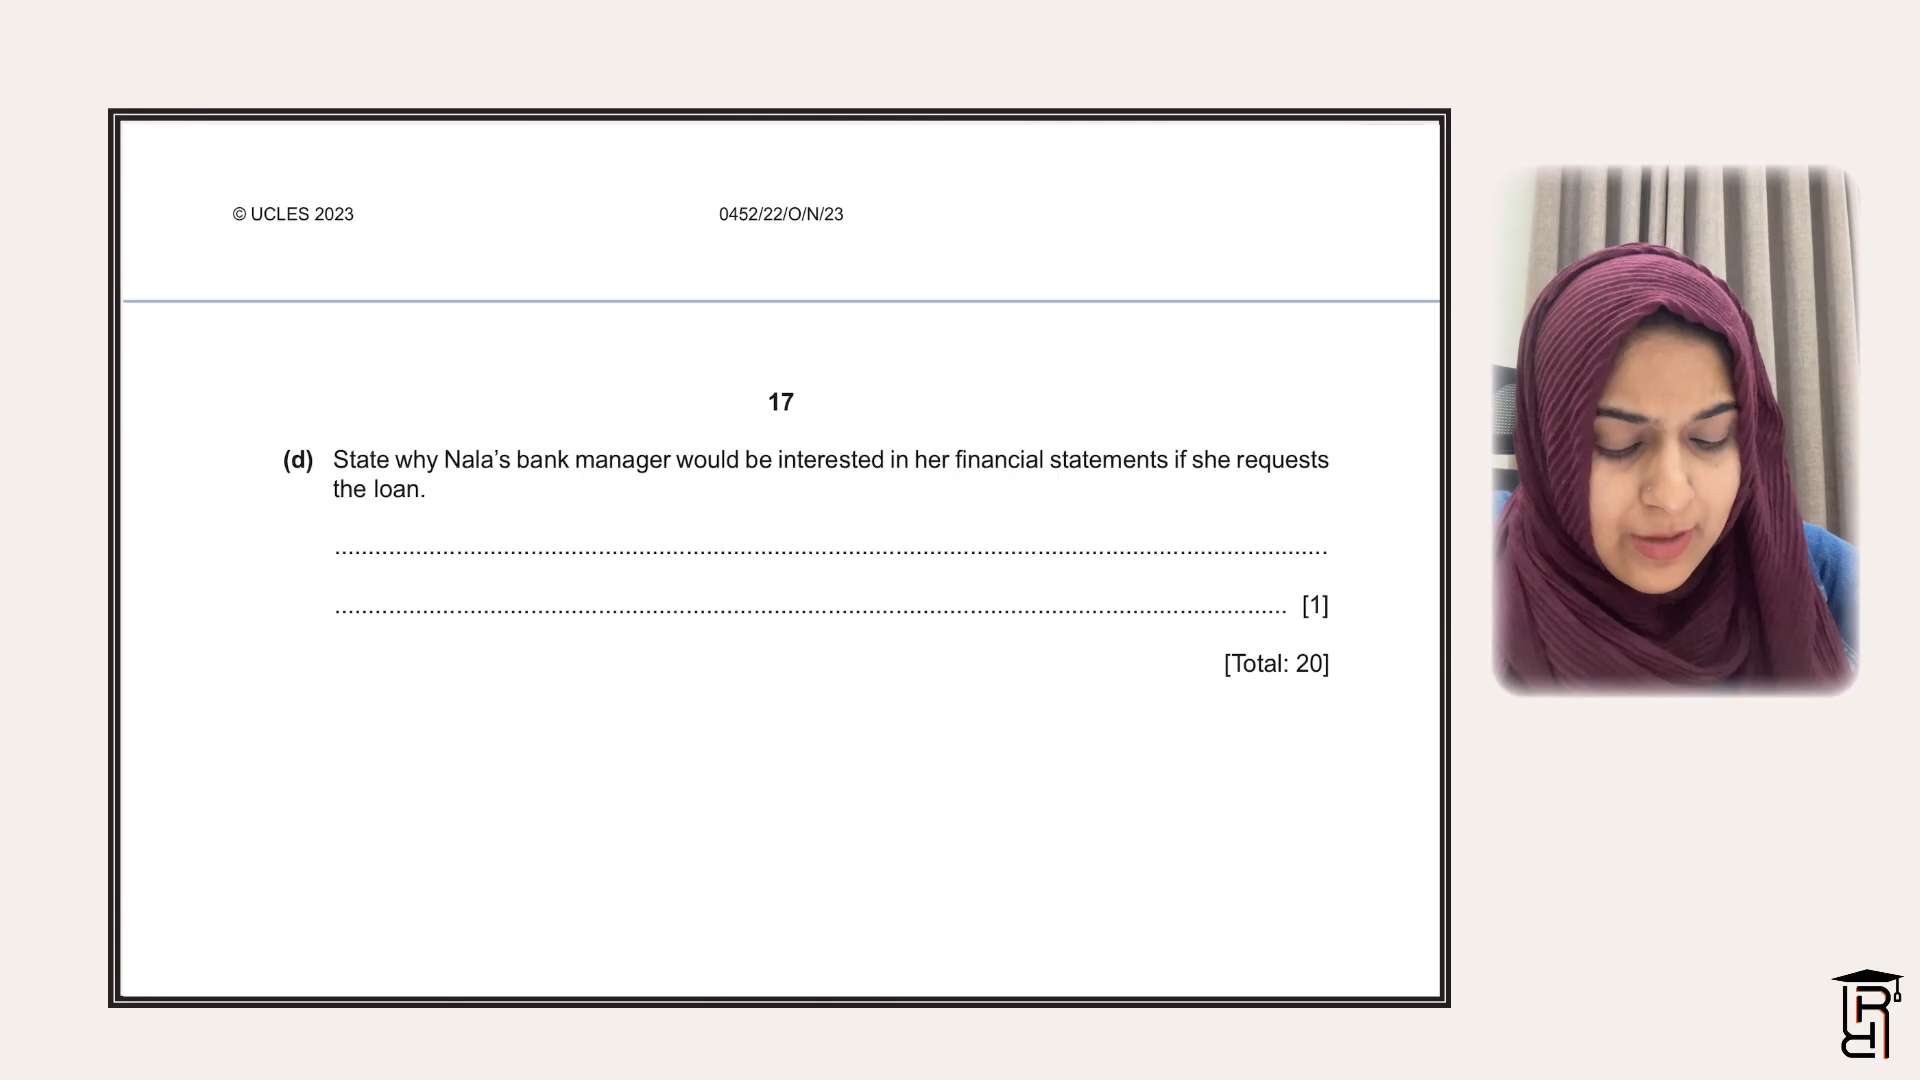 © UCLES 2023 0452/22/O/N/23
17
(d) State why Nala’s bank manager would be interested in her financial statements if she requests
the loan.
...................................................................................................................................................
............................................................................................................................................. [1]
[Total: 20]